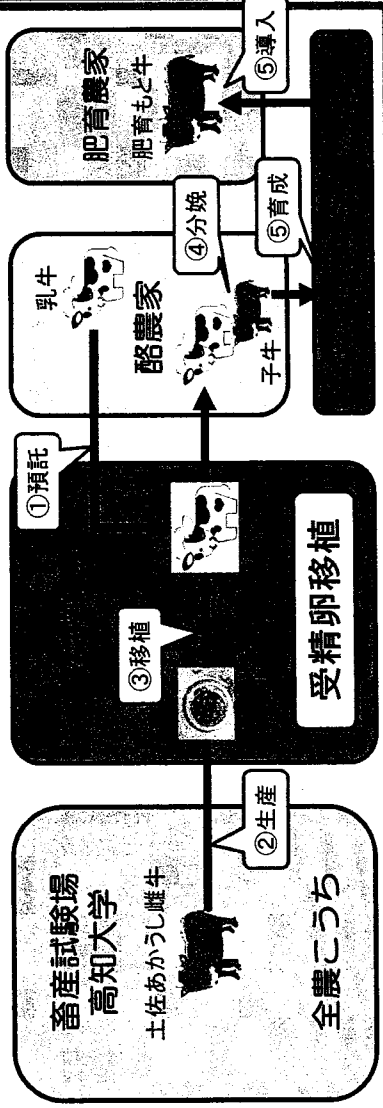 畜産試験場
高知大学
土佐あかうし雌牛
全農こうち
②生産
③移植
受精卵移植
①預託
乳牛
酪農家
④分娩
子牛
⑤育成
肥育農家
肥育もと牛
⑤導入